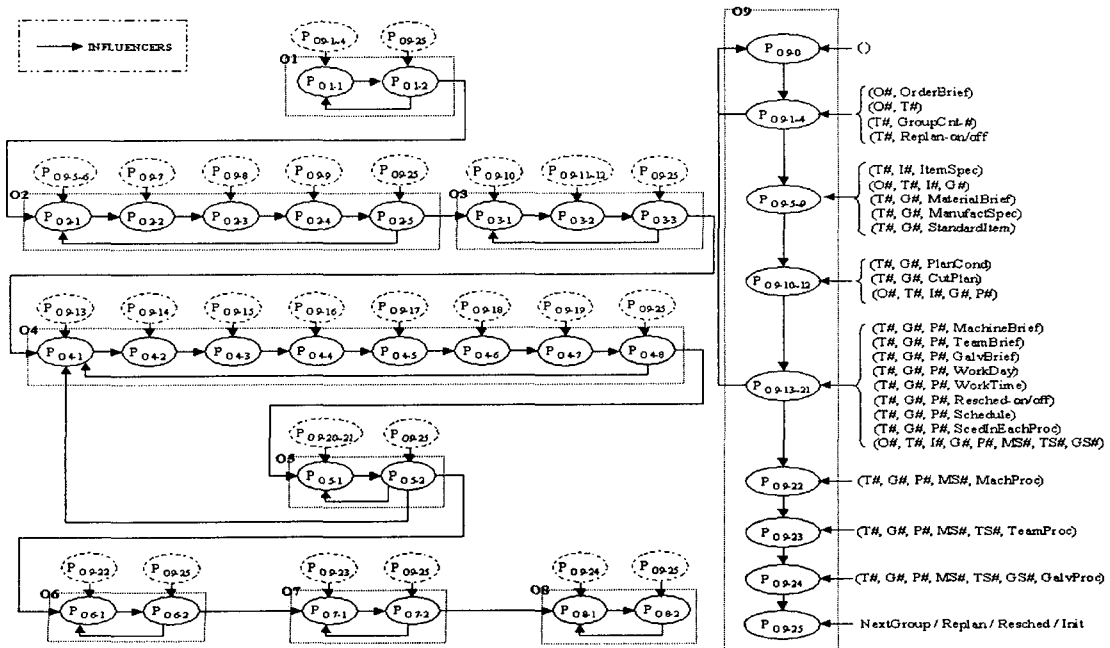 INFLUENCERS
P O9-1~4 P O9-25
O1
P O1-1 P O1-2
P O9-5~6 P O9-7 P O9-8 P O9-9 P O9-25 P O9-10 P O9-11~12 P O9-25
O2 O3
P O2-1 P O2-2 P O2-3 P O2-4 P O2-5 P O3-1 P O3-2 P O3-3
P O9-13 P O9-14 P O9-15 P O9-16 P O9-17 P O9-18 P O9-19 P O9-25
O4
P O4-1 P O4-2 P O4-3 P O4-4 P O4-5 P O4-6 P O4-7 P O4-8
P O9-20~21 P O9-25
O5
P O5-1 P O5-2
P O9-22 P O9-25 P O9-23 P O9-25 P O9-24 P O9-25
O6 O7 O8
P O6-1 P O6-2 P O7-1 P O7-2 P O8-1 P O8-2
O9
P O9-0 ()
P O9-1~4
(O#, OrderBrief)
(O#, T#)
(T#, GroupCnt-#)
(T#, Replan-on/off
P O9-5~9
(T#, I#, ItemSpec)
(O#, T#, I#, G#)
(T#, G#, MaterialBrief)
(T#, G#, ManufactSpec)
(T#, G#, StandardItem)
P O9-10~12
(T#, G#, PlanCond)
(T#, G#, CutPlan)
(O#, T#, I#, G#, P#)
P O9-13~21
(T#, G#, P#, MachineBrief)
(T#, G#, P#, TeamBrief)
(T#, G#, P#, GalvBrief)
(T#, G#, P#, WorkDay)
(T#, G#, P#, WorkTime)
(T#, G#, P#, Resched-on/off)
(T#, G#, P#, Schedule)
(T#, G#, P#, ScedInEachProc)
(O#, T#, I#, G#, P#, MS#, TS#, GS#)
P O9-22 (T#, G#, P#, MS#, MachProc)
P O9-23 (T#, G#, P#, MS#, TS#, TeamProc)
P O9-24 (T#, G#, P#, MS#, TS#, GS#, GalvProc)
P O9-25 NextGroup / Replan / Resched / Init